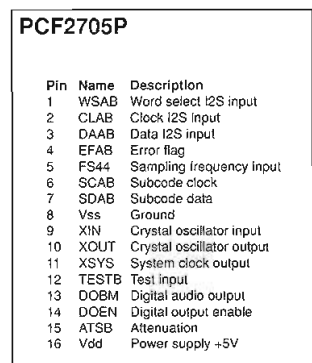 PCF2705P
Pin Name Description
1 WSAB Word select I2S input
2 CLAB Clock I2S input
3 DAAB Data I2S input
4 EFAB Error flag
5 FS44 Sampling frequency input
6 SCAB Subcode clock
7 SDAB Subcode data
8 Vss Ground
9 XIN Crystal oscillator input
10 XOUT Crystal oscillator output
11 XSYS System clock output
12 TESTB Test input
13 DOBM Digital audio output
14 DOEN Digital output enable
15 ATSB Attenuation
16 Vdd Power supply +5V